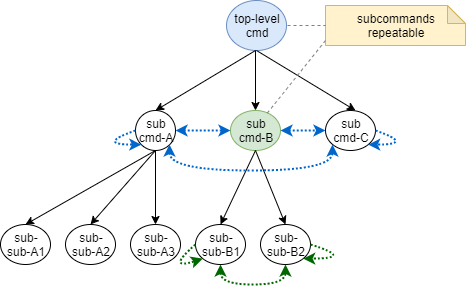 top-level
cmd
subcommands
repeatable
sub
cmd-A
sub
cmd-B
sub
cmd-C
sub-
sub-A1
sub-
sub-A2
sub-
sub-A3
sub-
sub-B1
sub-
sub-B2